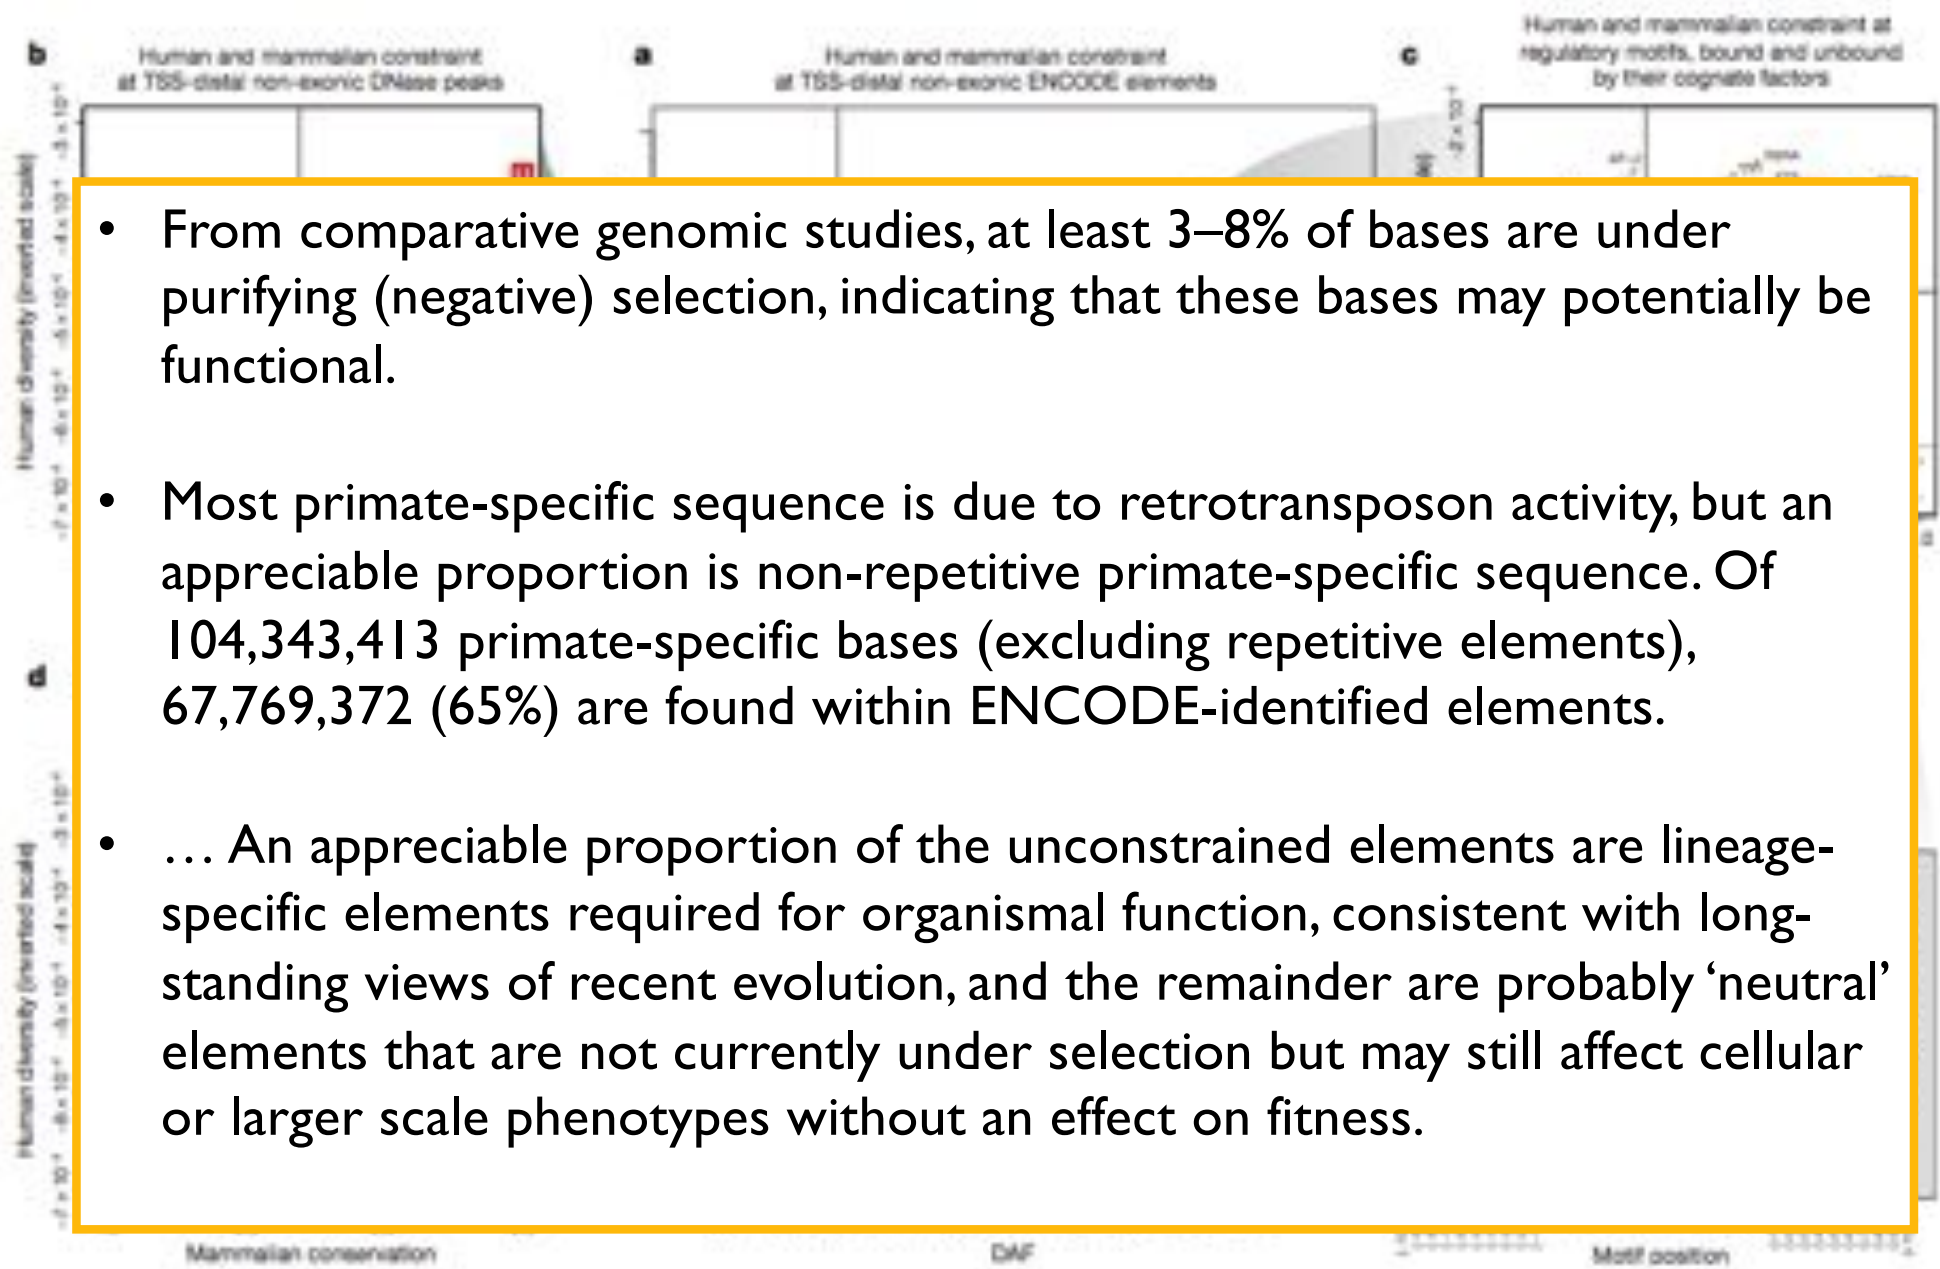 b
Human and mammalian constraint
at TSS-distal non-exonic DNase peaks
a
Human and mammalian constraint
at TSS-distal non-exonic ENCODE elements
c
Human and mammalian constraint at
regulatory motifs, bound and unbound
by their cognate factors
Human diversity (inverted scale)
• From comparative genomic studies, at least 3–8% of bases are under
purifying (negative) selection, indicating that these bases may potentially be
functional.
• Most primate-specific sequence is due to retrotransposon activity, but an
appreciable proportion is non-repetitive primate-specific sequence. Of
104,343,413 primate-specific bases (excluding repetitive elements),
67,769,372 (65%) are found within ENCODE-identified elements.
d
Human diversity (inverted scale)
• … An appreciable proportion of the unconstrained elements are lineage-
specific elements required for organismal function, consistent with long-
standing views of recent evolution, and the remainder are probably ‘neutral’
elements that are not currently under selection but may still affect cellular
or larger scale phenotypes without an effect on fitness.
Mammalian conservation
DAF
Motif position